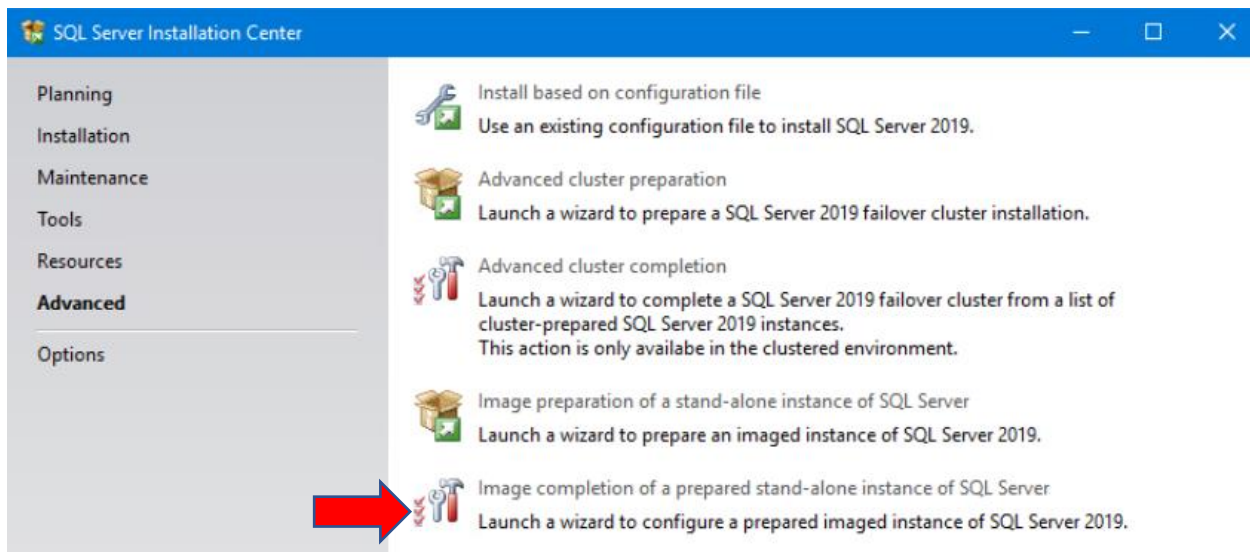 SQL Server Installation Center
Planning
Installation
Maintenance
Tools
Resources
Advanced
Options
Install based on configuration file
Use an existing configuration file to install SQL Server 2019.
Advanced cluster preparation
Launch a wizard to prepare a SQL Server 2019 failover cluster installation.
Advanced cluster completion
Launch a wizard to complete a SQL Server 2019 failover cluster from a list of
cluster-prepared SQL Server 2019 instances.
This action is only availabe in the clustered environment.
Image preparation of a stand-alone instance of SQL Server
Launch a wizard to prepare an imaged instance of SQL Server 2019.
Image completion of a prepared stand-alone instance of SQL Server
Launch a wizard to configure a prepared imaged instance of SQL Server 2019.